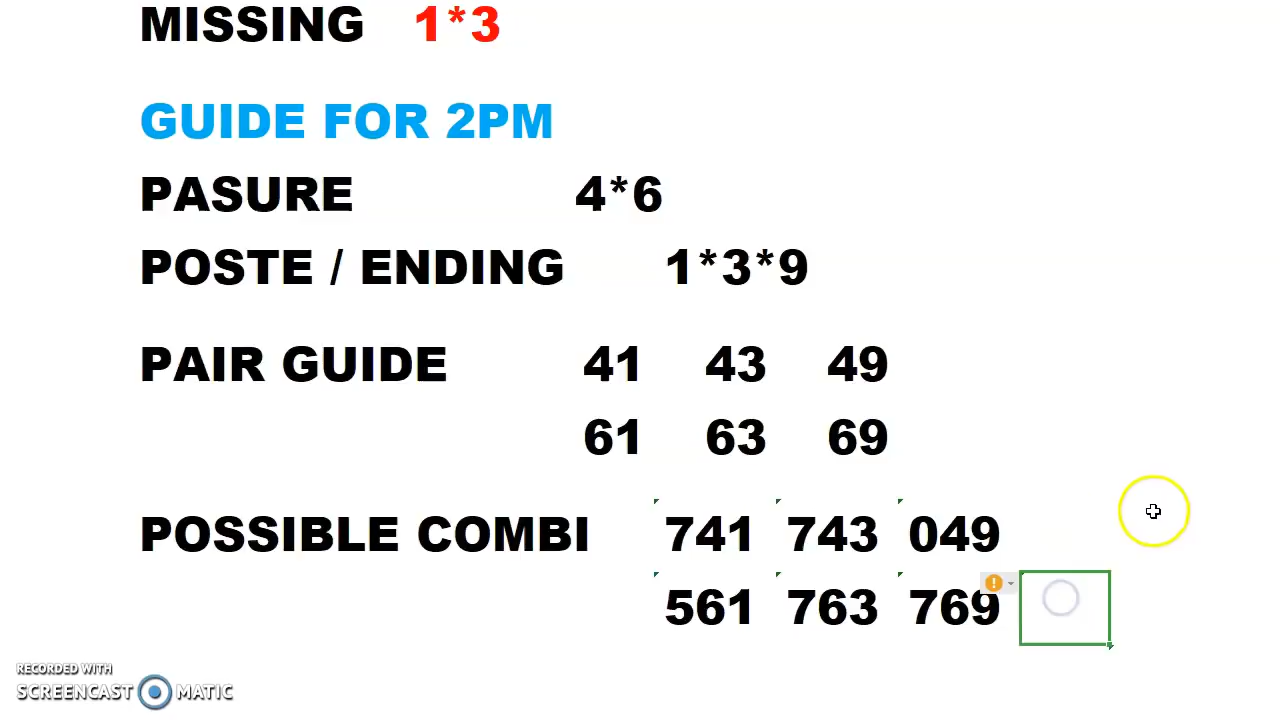 MISSING 1*3
GUIDE FOR 2PM
PASURE 4*6
POSTE / ENDING 1*3*9
PAIR GUIDE 41 43 49
61 63 69
POSSIBLE COMBI 741 743 049
561 763 769
RECORDED WITH
SCREENCAST MATIC